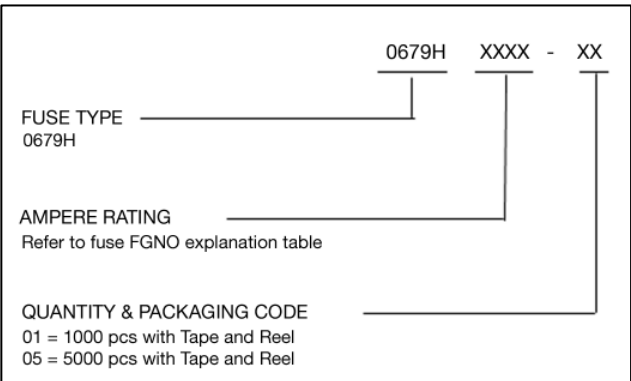 0679H XXXX - XX
FUSE TYPE
0679H
AMPERE RATING
Refer to fuse FGNO explanation table
QUANTITY & PACKAGING CODE
01 = 1000 pcs with Tape and Reel
05 = 5000 pcs with Tape and Reel